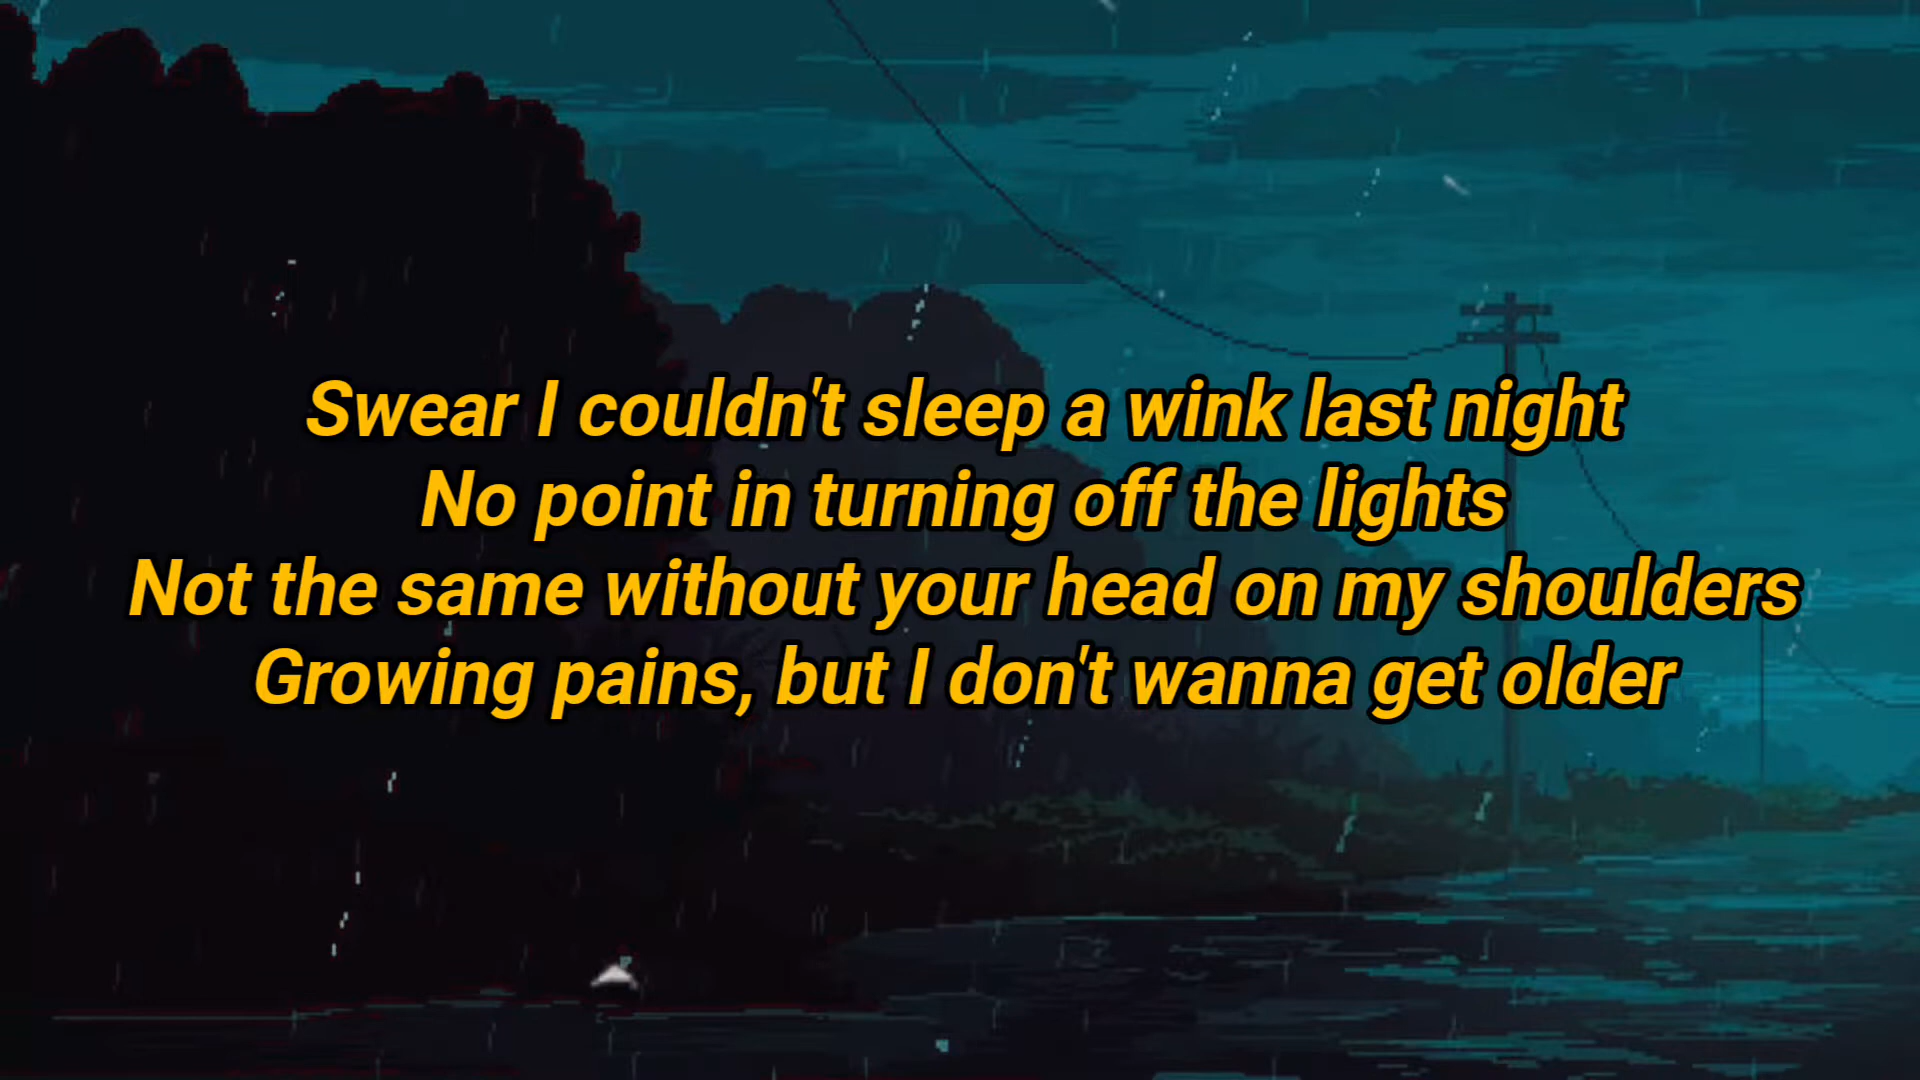 Swear I couldn't sleep a wink last night
No point in turning off the lights
Not the same without your head on my shoulders
Growing pains, but I don't wanna get older